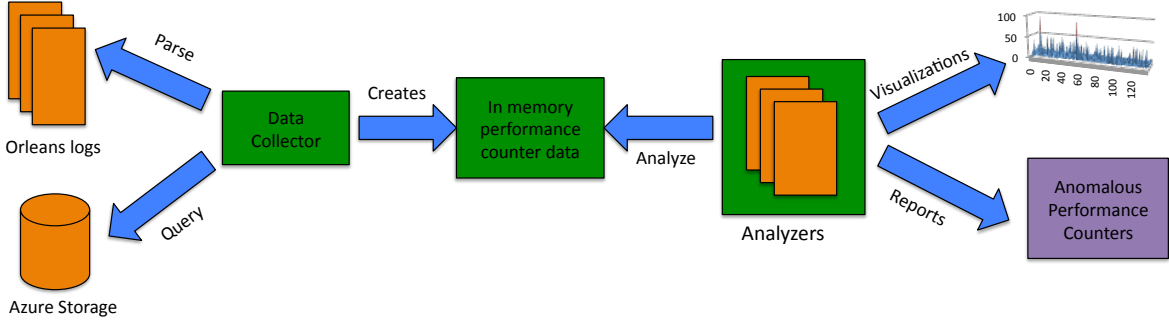 Parse
Orleans logs
Data
Collector
Query
Azure Storage
Creates
In memory
performance
counter data
Analyze
Analyzers
Visualizations
100
50
0
0
20
40
60
80
100
120
Reports
Anomalous
Performance
Counters